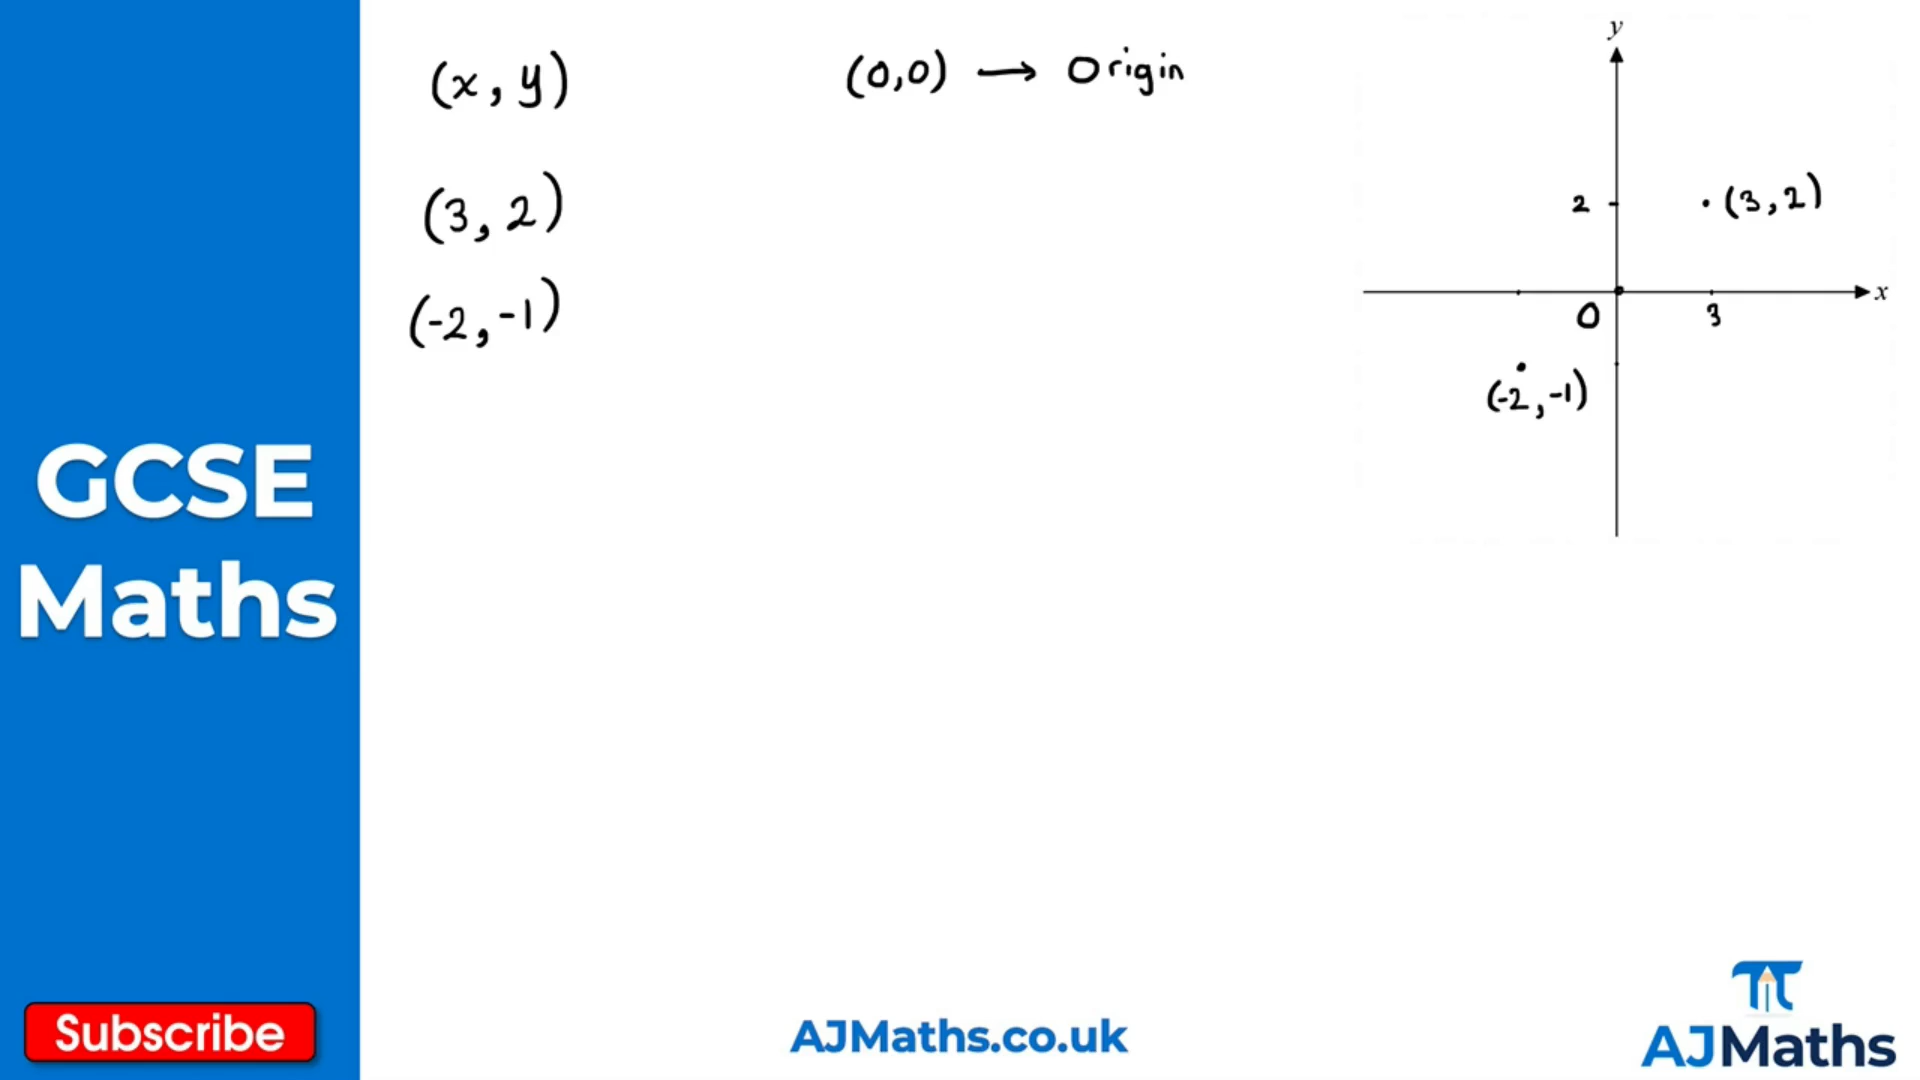 GCSE
Maths
Subscribe
(x, y)
(3, 2)
(-2, -1)
(0,0) → Origin
y
2
(3, 2)
x
0
3
(-2, -1)
AJMaths.co.uk
AJMaths